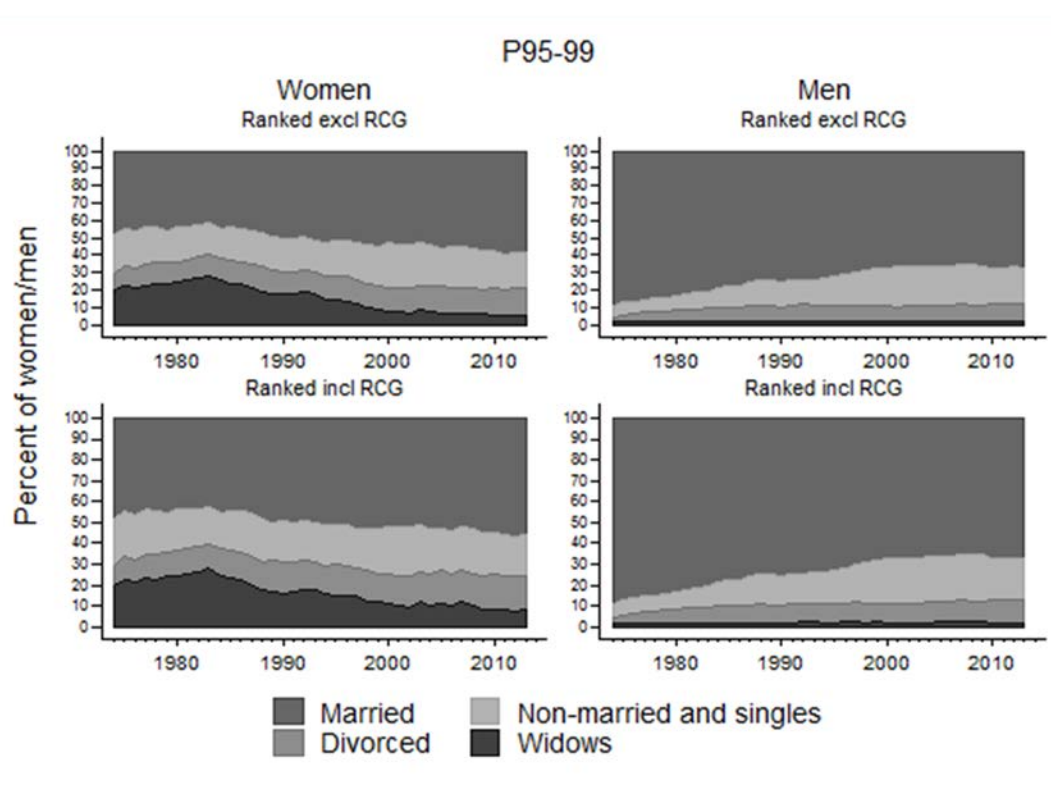 P95-99
Women
Men
Ranked excl RCG
Ranked excl RCG
Percent of women/men
100
90
80
70
60
50
40
30
20
10
0
1980 1990 2000 2010
100
90
80
70
60
50
40
30
20
10
0
1980 1990 2000 2010
Ranked incl RCG
Ranked incl RCG
100
90
80
70
60
50
40
30
20
10
0
1980 1990 2000 2010
100
90
80
70
60
50
40
30
20
10
0
1980 1990 2000 2010
Married
Non-married and singles
Divorced
Widows